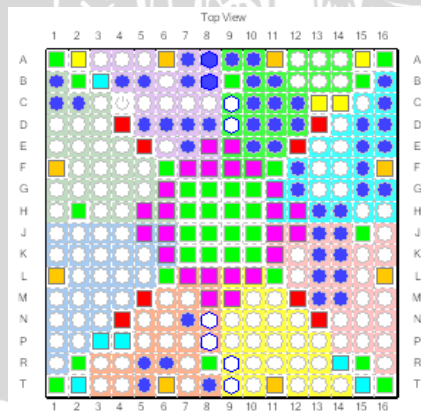 Top View
1 2 3 4 5 6 7 8 9 10 11 12 13 14 15 16
A A
B B
C C
D D
E E
F F
G G
H H
J J
K K
L L
M M
N N
P P
R R
T T
1 2 3 4 5 6 7 8 9 10 11 12 13 14 15 16